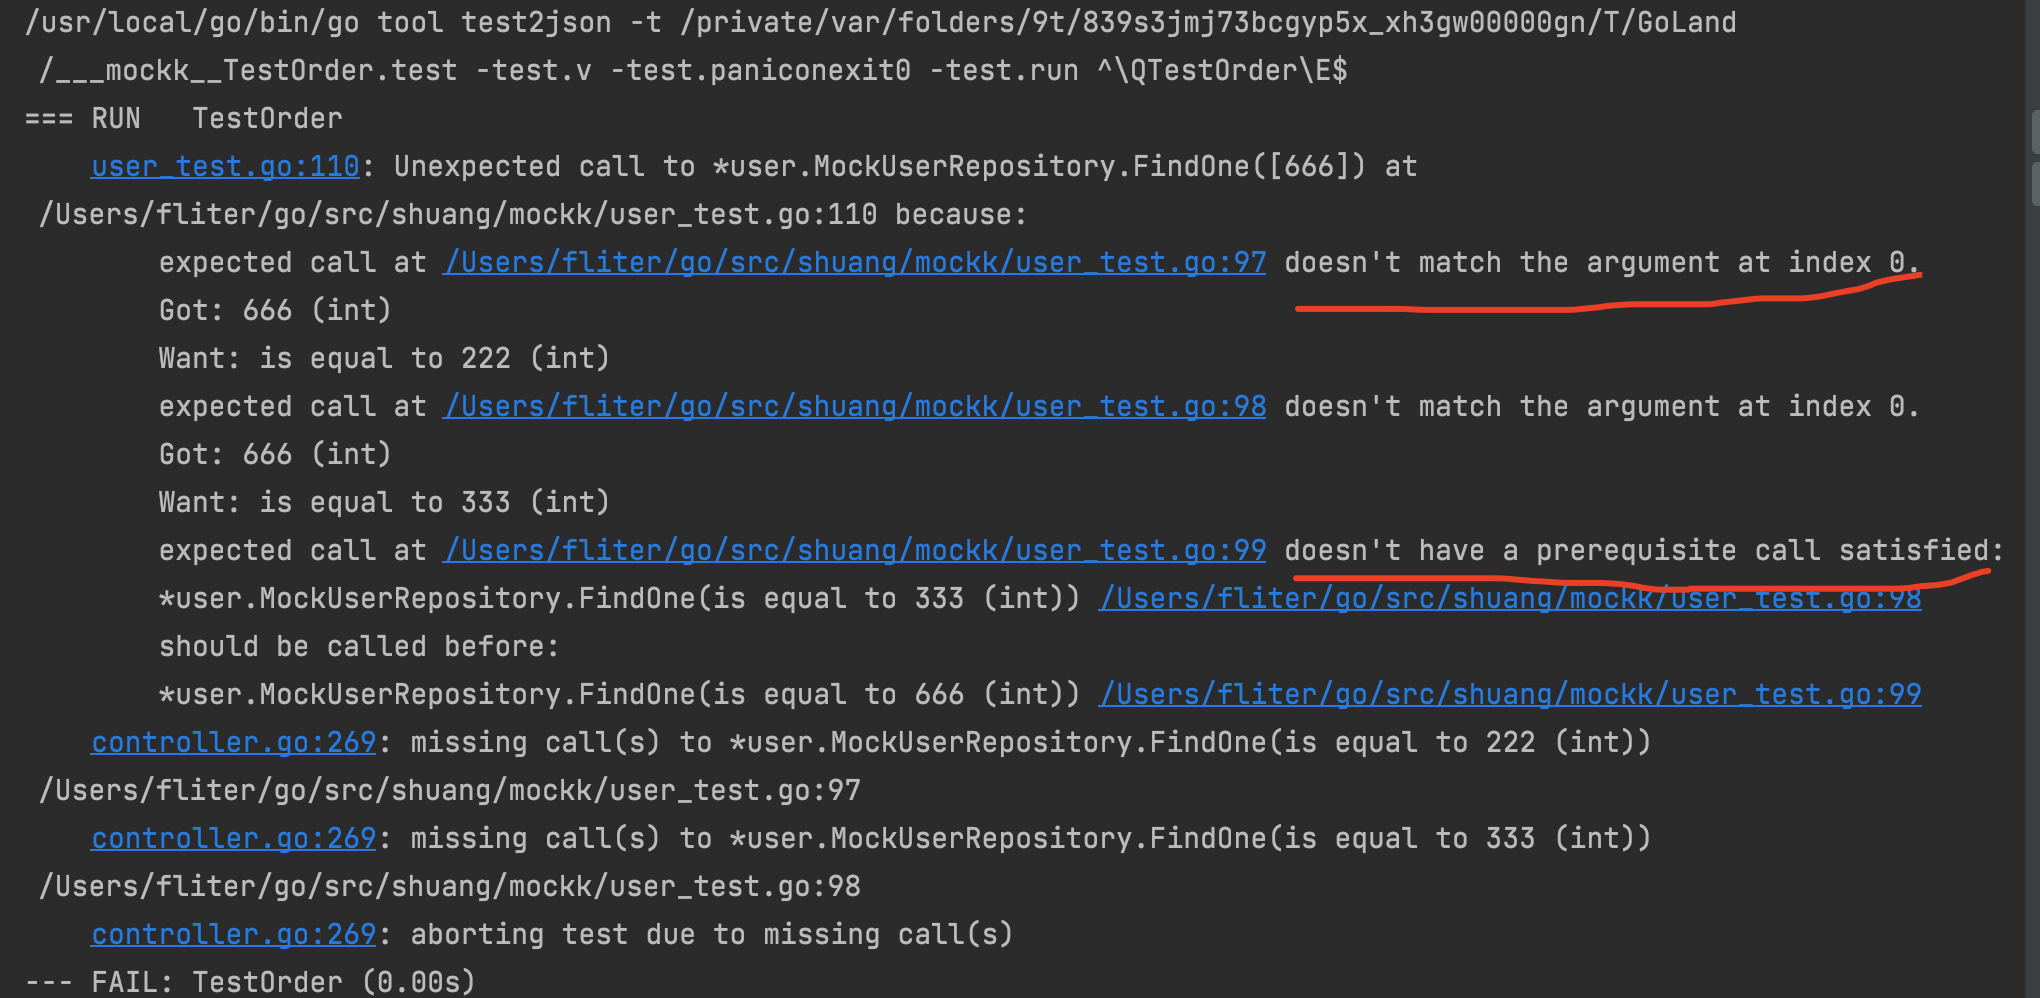 /usr/local/go/bin/go tool test2json -t /private/var/folders/9t/839s3jmj73bcgyp5x_xh3gw00000gn/T/GoLand
/___mockk__TestOrder.test -test.v -test.paniconexit0 -test.run ^\QTestOrder\E$
=== RUN   TestOrder
user_test.go:110: Unexpected call to *user.MockUserRepository.FindOne([666]) at
/Users/fliter/go/src/shuang/mockk/user_test.go:110 because:
expected call at /Users/fliter/go/src/shuang/mockk/user_test.go:97 doesn't match the argument at index 0.
Got: 666 (int)
Want: is equal to 222 (int)
expected call at /Users/fliter/go/src/shuang/mockk/user_test.go:98 doesn't match the argument at index 0.
Got: 666 (int)
Want: is equal to 333 (int)
expected call at /Users/fliter/go/src/shuang/mockk/user_test.go:99 doesn't have a prerequisite call satisfied:
*user.MockUserRepository.FindOne(is equal to 333 (int)) /Users/fliter/go/src/shuang/mockk/user_test.go:98
should be called before:
*user.MockUserRepository.FindOne(is equal to 666 (int)) /Users/fliter/go/src/shuang/mockk/user_test.go:99
controller.go:269: missing call(s) to *user.MockUserRepository.FindOne(is equal to 222 (int))
/Users/fliter/go/src/shuang/mockk/user_test.go:97
controller.go:269: missing call(s) to *user.MockUserRepository.FindOne(is equal to 333 (int))
/Users/fliter/go/src/shuang/mockk/user_test.go:98
controller.go:269: aborting test due to missing call(s)
--- FAIL: TestOrder (0.00s)